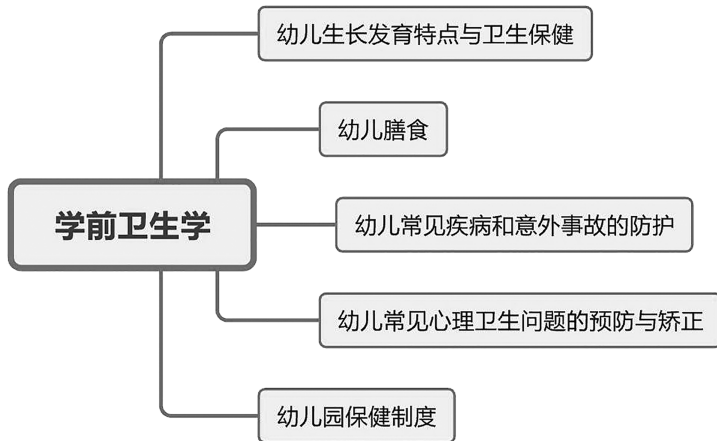 幼儿生长发育特点与卫生保健
幼儿膳食
学前卫生学
幼儿常见疾病和意外事故的防护
幼儿常见心理卫生问题的预防与矫正
幼儿园保健制度